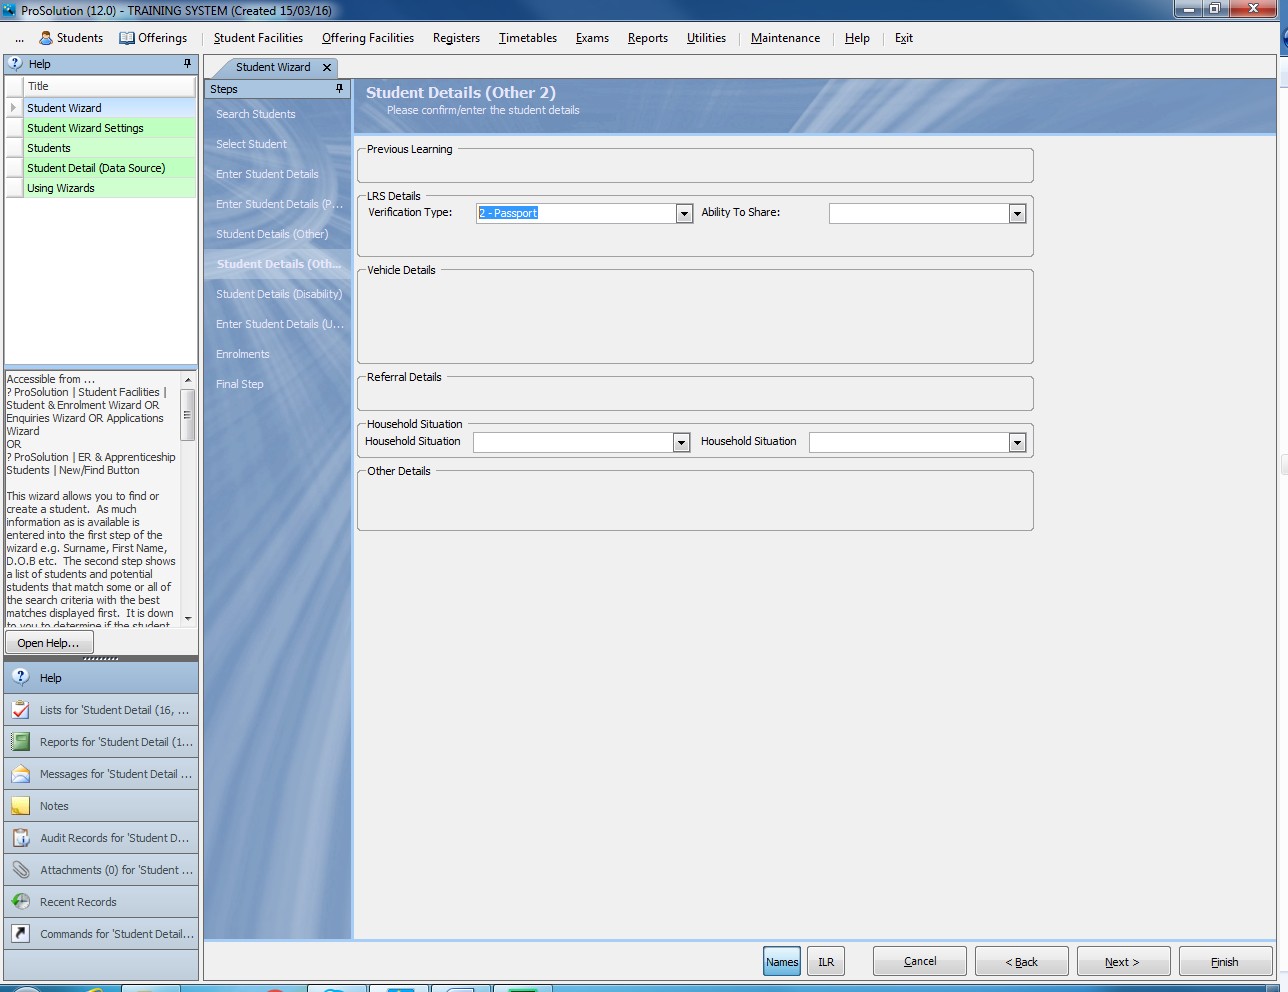 ProSolution (12.0) - TRAINING SYSTEM (Created 15/03/16)
... Students Offerings Student Facilities Offering Facilities Registers Timetables Exams Reports Utilities Maintenance Help Exit
Help
Title
Student Wizard
Student Wizard Settings
Students
Student Detail (Data Source)
Using Wizards
Accessible from ...
? ProSolution | Student Facilities |
Student & Enrolment Wizard OR
Enquiries Wizard OR Applications
Wizard
OR
? ProSolution | ER & Apprenticeship
Students | New/Find Button
This wizard allows you to find or
create a student. As much
information as is available is
entered into the first step of the
wizard e.g. Surname, First Name,
D.O.B etc. The second step shows
a list of students and potential
students that match some or all of
the search criteria with the best
matches displayed first. It is down
to you to determine if the student
Open Help...
Help
Lists for 'Student Detail (16, ...
Reports for 'Student Detail (1...
Messages for 'Student Detail ...
Notes
Audit Records for 'Student D...
Attachments (0) for 'Student ...
Recent Records
Commands for 'Student Detail...
Student Wizard
Steps
Search Students
Select Student
Enter Student Details
Enter Student Details (P...
Student Details (Other)
Student Details (Oth...
Student Details (Disability)
Enter Student Details (U...
Enrolments
Final Step
Student Details (Other 2)
Please confirm/enter the student details
Previous Learning
LRS Details
Verification Type: 2 - Passport Ability To Share:
Vehicle Details
Referral Details
Household Situation
Household Situation Household Situation
Other Details
Names ILR Cancel < Back Next > Finish